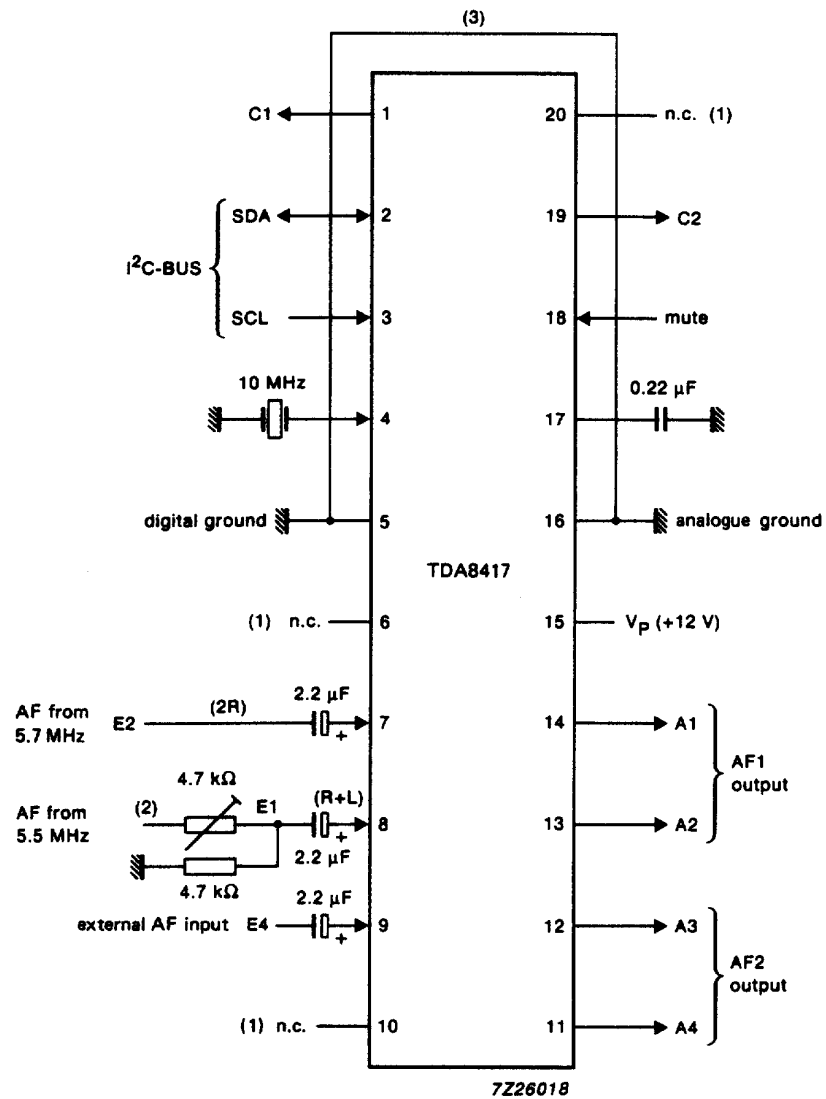 (3)
C1 1 20 n.c. (1)
SDA 2 19 C2
I²C-BUS
SCL 3 18 mute
10 MHz 0.22 µF
4 17
digital ground 5 16 analogue ground
TDA8417
(1) n.c. 6 15 VP (+12 V)
AF from 5.7 MHz E2 (2R) 2.2 µF + 7 14 A1
AF1 output
4.7 kΩ
AF from 5.5 MHz (2) E1 (R+L) + 8 13 A2
4.7 kΩ 2.2 µF
2.2 µF
external AF input E4 + 9 12 A3
AF2 output
(1) n.c. 10 11 A4
7Z26018